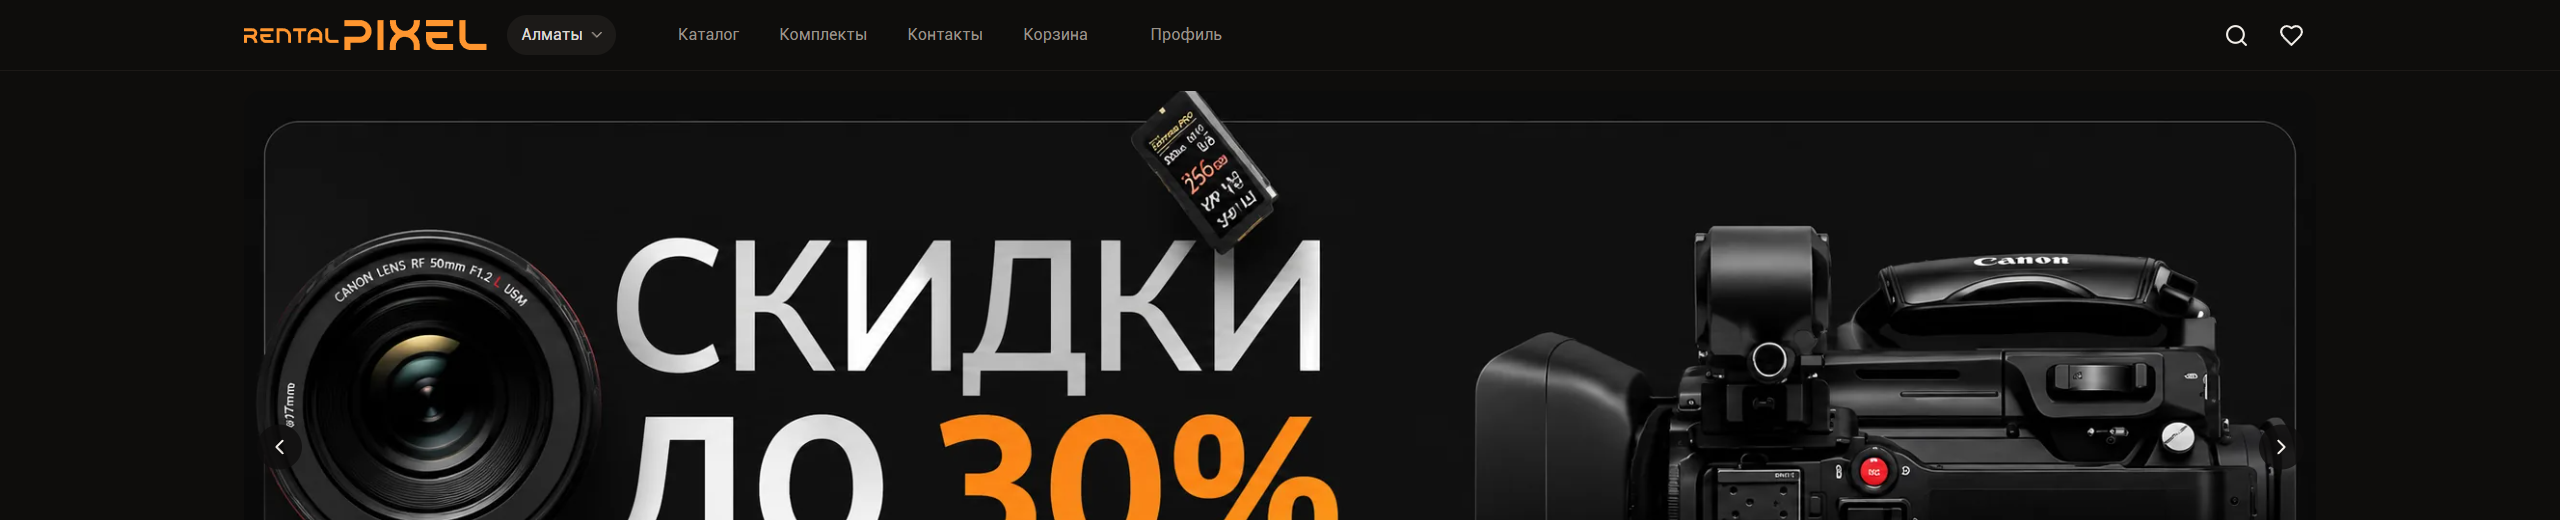 RENTAL PIXEL
Алматы
Каталог
Комплекты
Контакты
Корзина
Профиль
256
CANON LENS RF 50mm F1.2 L USM
ø77mm
СКИДКИ
ДО 30%
Canon